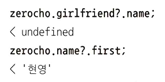 zerocho.girlfriend?.name;
< undefined
zerocho.name?.first;
< '현영'